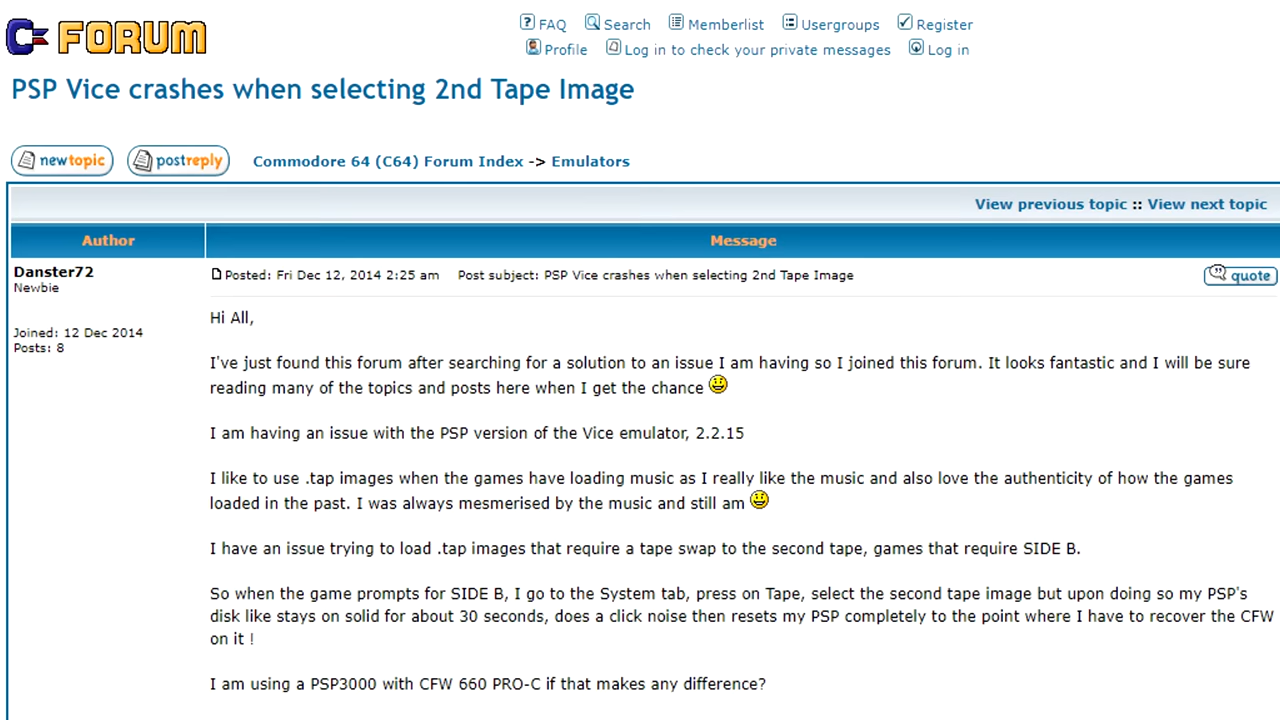 FORUM
FAQ Search Memberlist Usergroups Register
Profile Log in to check your private messages Log in
PSP Vice crashes when selecting 2nd Tape Image
newtopic postreply Commodore 64 (C64) Forum Index -> Emulators
View previous topic :: View next topic
Author Message
Danster72 Posted: Fri Dec 12, 2014 2:25 am Post subject: PSP Vice crashes when selecting 2nd Tape Image quote
Newbie
Joined: 12 Dec 2014
Posts: 8
Hi All,
I've just found this forum after searching for a solution to an issue I am having so I joined this forum. It looks fantastic and I will be sure
reading many of the topics and posts here when I get the chance
I am having an issue with the PSP version of the Vice emulator, 2.2.15
I like to use .tap images when the games have loading music as I really like the music and also love the authenticity of how the games
loaded in the past. I was always mesmerised by the music and still am
I have an issue trying to load .tap images that require a tape swap to the second tape, games that require SIDE B.
So when the game prompts for SIDE B, I go to the System tab, press on Tape, select the second tape image but upon doing so my PSP's
disk like stays on solid for about 30 seconds, does a click noise then resets my PSP completely to the point where I have to recover the CFW
on it !
I am using a PSP3000 with CFW 660 PRO-C if that makes any difference?